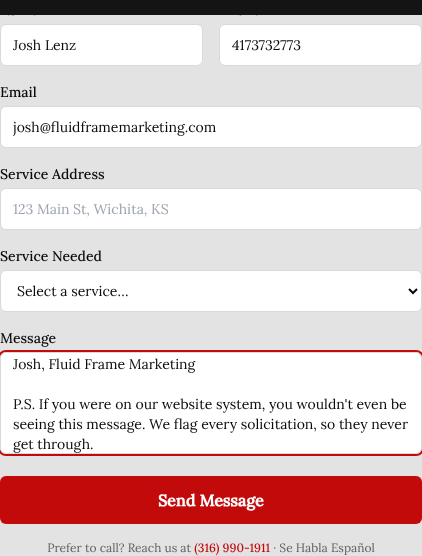 Josh Lenz
4173732773
Email
josh@fluidframemarketing.com
Service Address
123 Main St, Wichita, KS
Service Needed
Select a service...
Message
Josh, Fluid Frame Marketing
P.S. If you were on our website system, you wouldn't even be
seeing this message. We flag every solicitation, so they never
get through.
Send Message
Prefer to call? Reach us at (316) 990-1911 · Se Habla Español